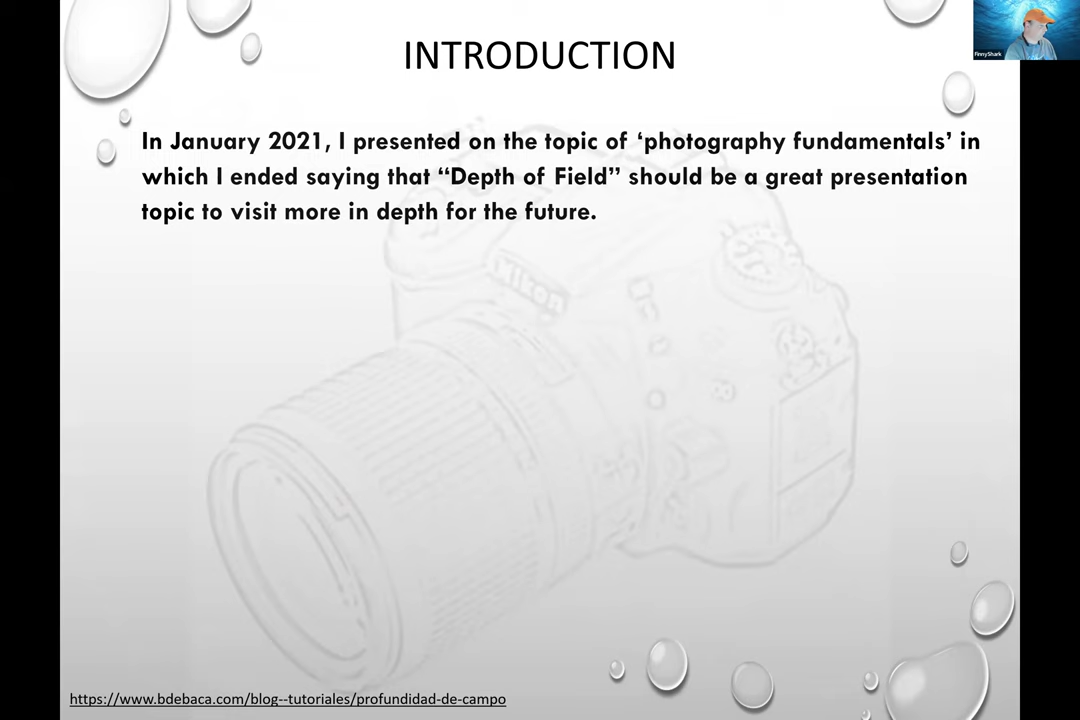 INTRODUCTION
FinnyShark
In January 2021, I presented on the topic of ‘photography fundamentals’ in
which I ended saying that “Depth of Field” should be a great presentation
topic to visit more in depth for the future.
Nikon
https://www.bdebaca.com/blog--tutoriales/profundidad-de-campo